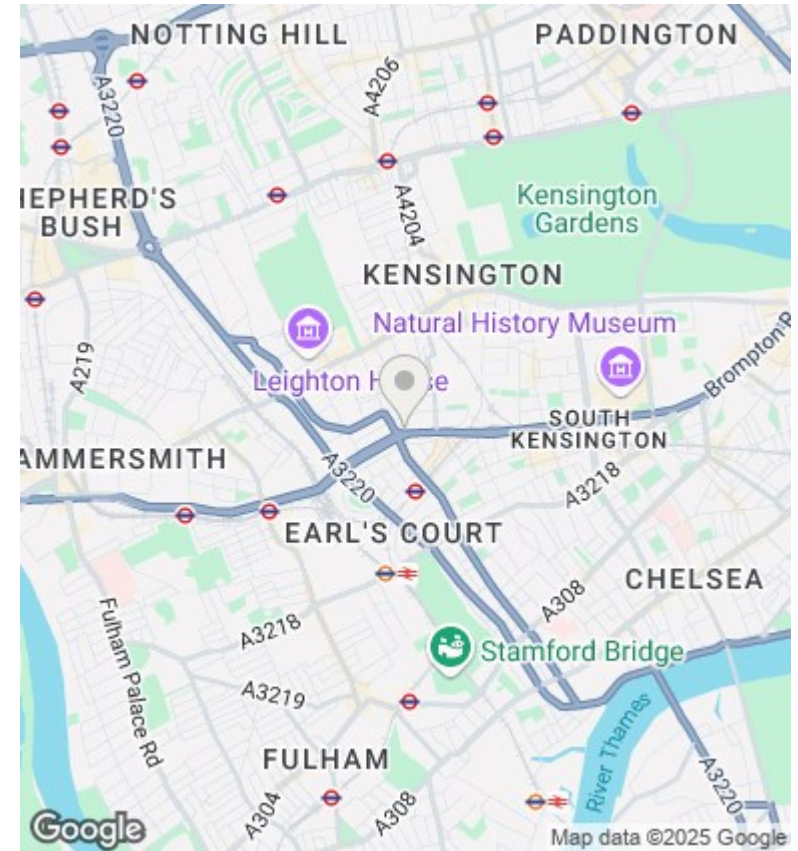 NOTTING HILL
PADDINGTON
A4206
A3220
HEPHERD'S
BUSH
A4204
Kensington
Gardens
KENSINGTON
Natural History Museum
A219
Leighton H se
Brompton R
SOUTH
KENSINGTON
AMMERSMITH
A3220
A3218
EARL'S COURT
CHELSEA
A308
Fulham Palace Rd
A3218
Stamford Bridge
A3219
River Thames
FULHAM
A304
A308
A3220
Google
Map data ©2025 Google